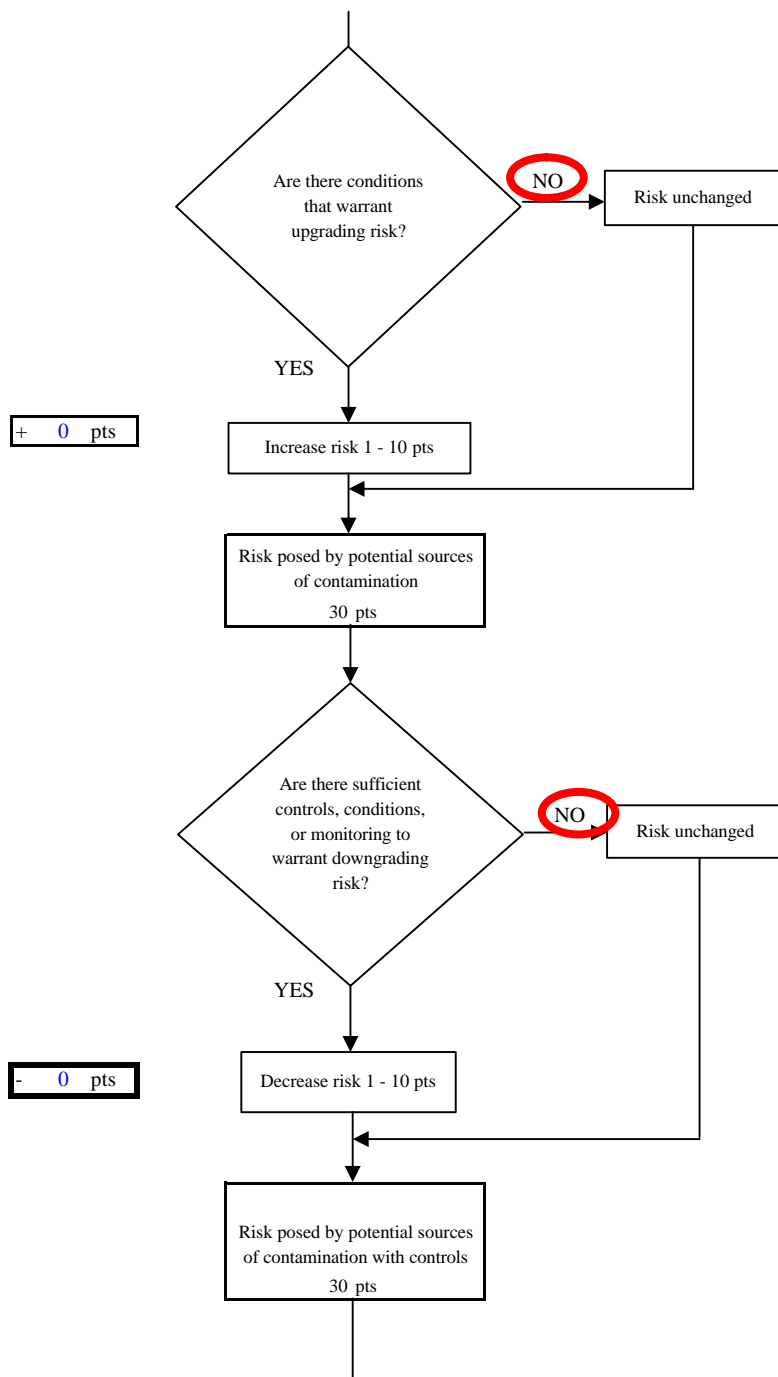 Are there conditions
that warrant
upgrading risk?
NO
Risk unchanged
YES
+ 0 pts
Increase risk 1 - 10 pts
Risk posed by potential sources
of contamination
30 pts
Are there sufficient
controls, conditions,
or monitoring to
warrant downgrading
risk?
NO
Risk unchanged
YES
- 0 pts
Decrease risk 1 - 10 pts
Risk posed by potential sources
of contamination with controls
30 pts